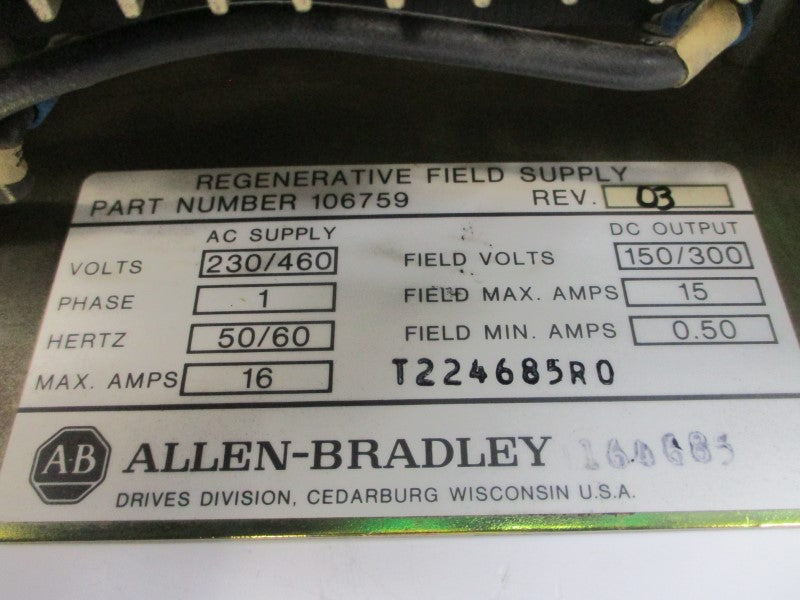 REGENERATIVE FIELD SUPPLY
PART NUMBER 106759 REV. 03
AC SUPPLY DC OUTPUT
VOLTS 230/460 FIELD VOLTS 150/300
PHASE 1 FIELD MAX. AMPS 15
HERTZ 50/60 FIELD MIN. AMPS 0.50
MAX. AMPS 16 T224685R0
AB ALLEN-BRADLEY
DRIVES DIVISION, CEDARBURG WISCONSIN U.S.A.